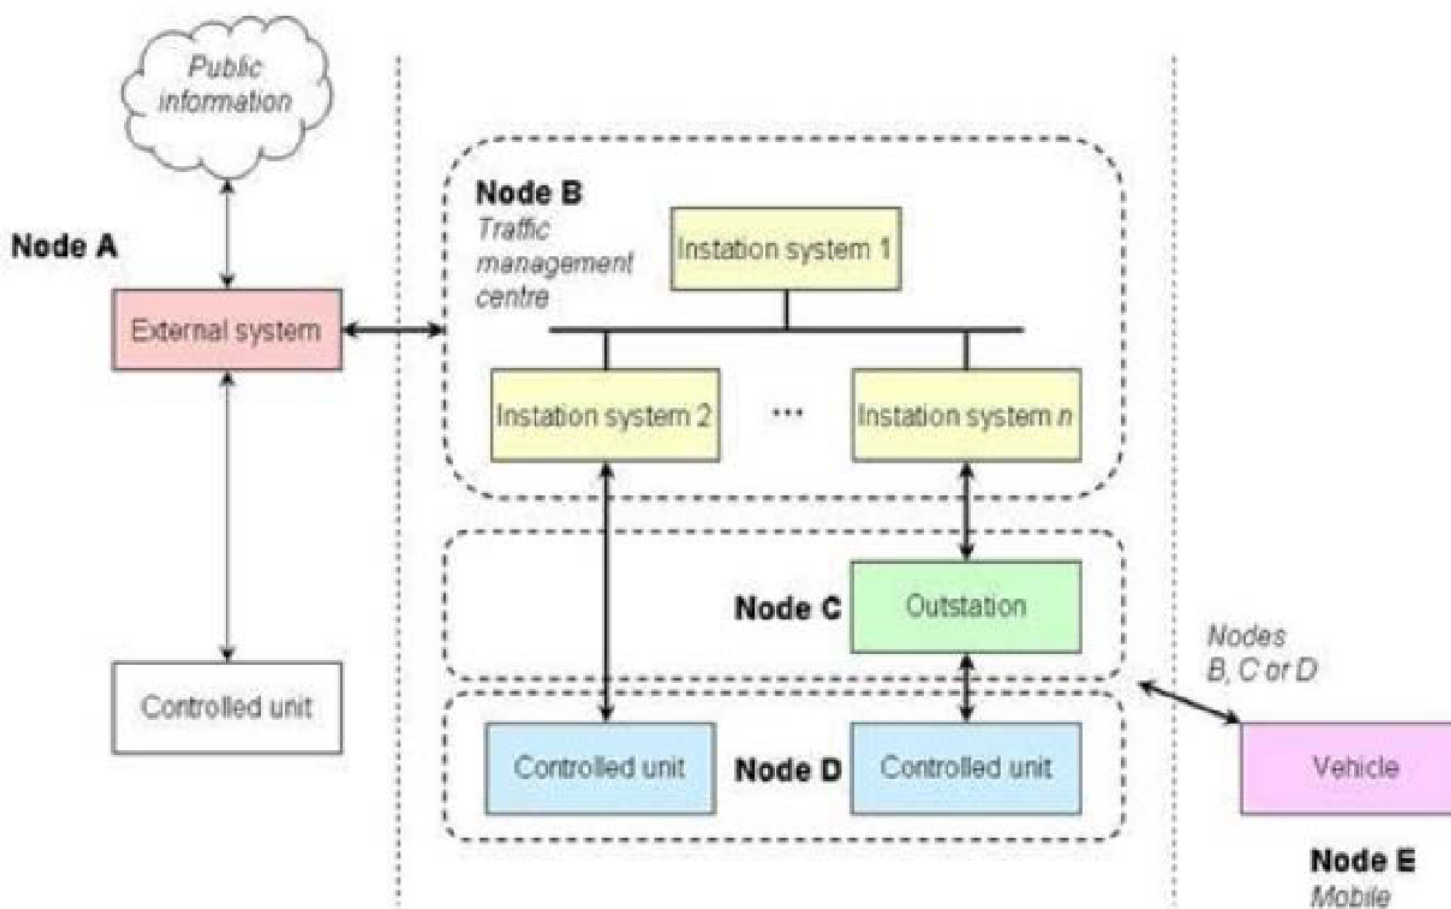 Public
information
Node A
External system
Controlled unit
Node B
Traffic
management
centre
Instation system 1
Instation system 2
...
Instation system n
Node C
Outstation
Controlled unit
Node D
Controlled unit
Nodes
B, C or D
Vehicle
Node E
Mobile